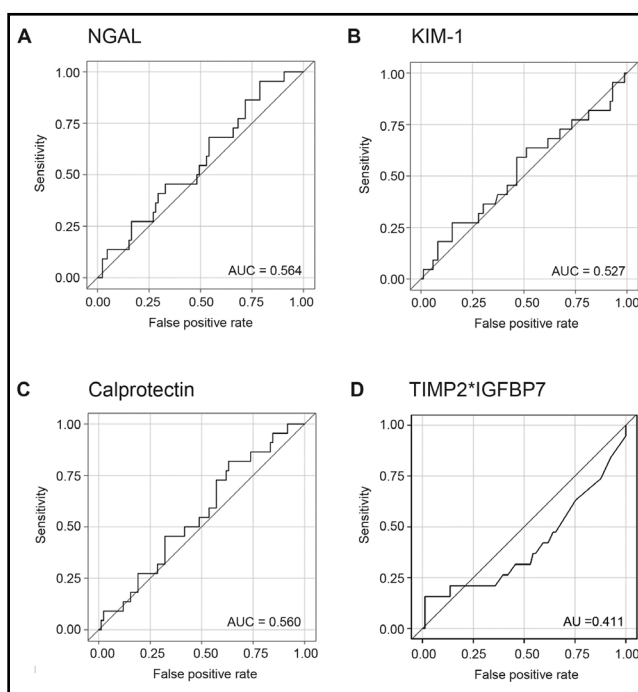 A NGAL
1.00
0.75
0.50
0.25
0.00
Sensitivity
AUC = 0.564
0.00 0.25 0.50 0.75 1.00
False positive rate
B KIM-1
1.00
0.75
0.50
0.25
0.00
Sensitivity
AUC = 0.527
0.00 0.25 0.50 0.75 1.00
False positive rate
C Calprotectin
1.00
0.75
0.50
0.25
0.00
Sensitivity
AUC = 0.560
0.00 0.25 0.50 0.75 1.00
False positive rate
D TIMP2*IGFBP7
1.00
0.75
0.50
0.25
0.00
Sensitivity
AU =0.411
0.00 0.25 0.50 0.75 1.00
False positive rate